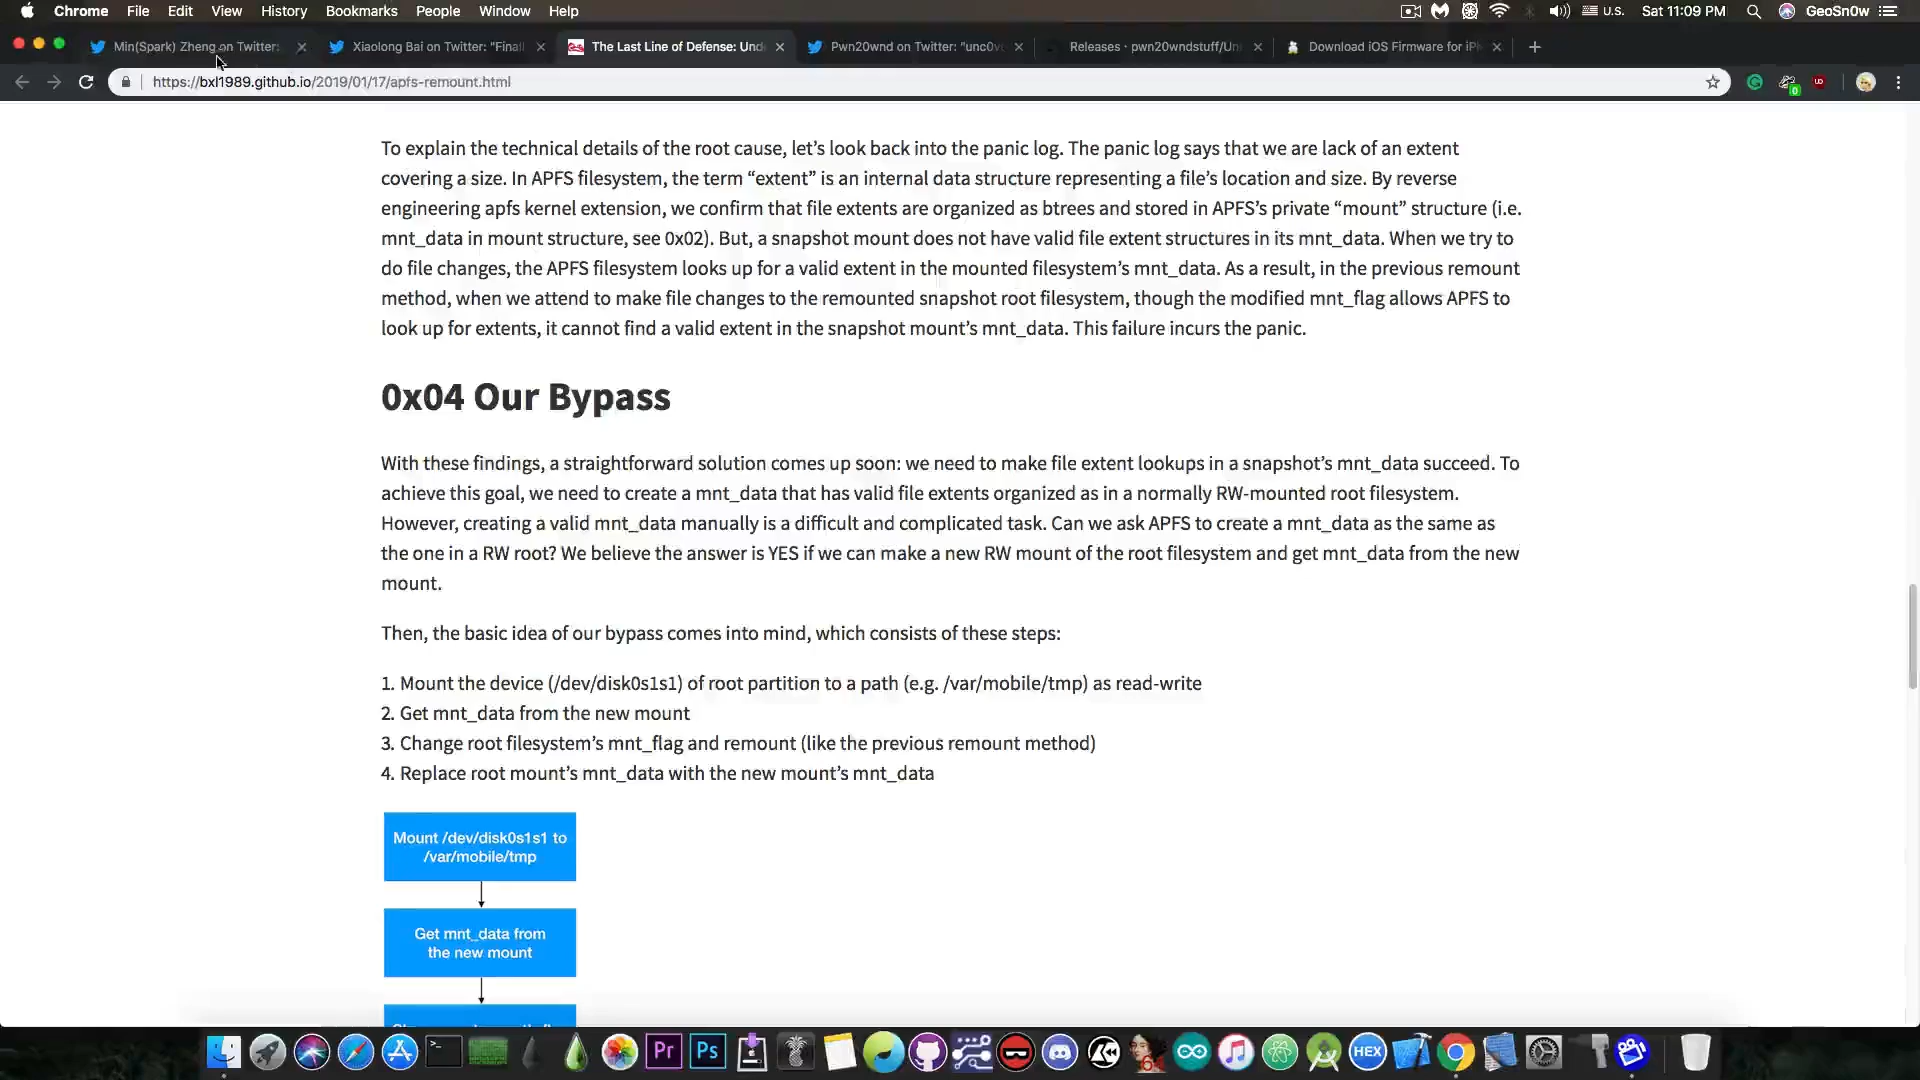 Chrome File Edit View History Bookmarks People Window Help U.S. Sat 11:09 PM GeoSn0w
Min(Spark) Zheng on Twitter: Xiaolong Bai on Twitter: "Final The Last Line of Defense: Und Pwn20wnd on Twitter: "unc0v Releases · pwn20wndstuff/Un Download iOS Firmware for iPh
https://bxl1989.github.io/2019/01/17/apfs-remount.html
To explain the technical details of the root cause, let’s look back into the panic log. The panic log says that we are lack of an extent
covering a size. In APFS filesystem, the term “extent” is an internal data structure representing a file’s location and size. By reverse
engineering apfs kernel extension, we confirm that file extents are organized as btrees and stored in APFS’s private “mount” structure (i.e.
mnt_data in mount structure, see 0x02). But, a snapshot mount does not have valid file extent structures in its mnt_data. When we try to
do file changes, the APFS filesystem looks up for a valid extent in the mounted filesystem’s mnt_data. As a result, in the previous remount
method, when we attend to make file changes to the remounted snapshot root filesystem, though the modified mnt_flag allows APFS to
look up for extents, it cannot find a valid extent in the snapshot mount’s mnt_data. This failure incurs the panic.
0x04 Our Bypass
With these findings, a straightforward solution comes up soon: we need to make file extent lookups in a snapshot’s mnt_data succeed. To
achieve this goal, we need to create a mnt_data that has valid file extents organized as in a normally RW-mounted root filesystem.
However, creating a valid mnt_data manually is a difficult and complicated task. Can we ask APFS to create a mnt_data as the same as
the one in a RW root? We believe the answer is YES if we can make a new RW mount of the root filesystem and get mnt_data from the new
mount.
Then, the basic idea of our bypass comes into mind, which consists of these steps:
1. Mount the device (/dev/disk0s1s1) of root partition to a path (e.g. /var/mobile/tmp) as read-write
2. Get mnt_data from the new mount
3. Change root filesystem’s mnt_flag and remount (like the previous remount method)
4. Replace root mount’s mnt_data with the new mount’s mnt_data
Mount /dev/disk0s1s1 to
/var/mobile/tmp
Get mnt_data from
the new mount
Pr Ps HEX